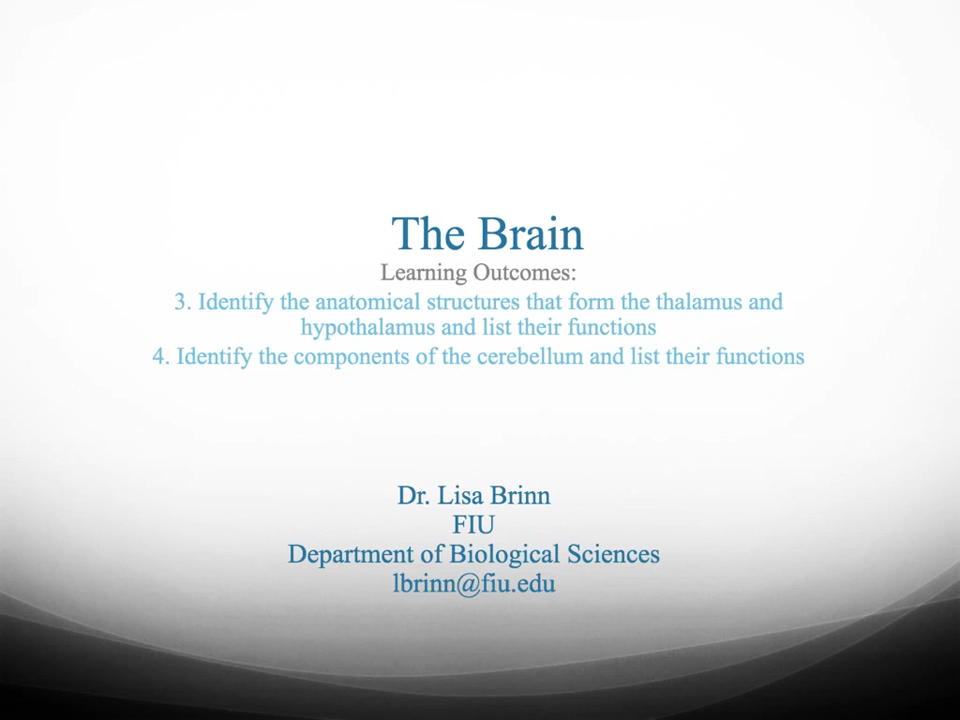 The Brain
Learning Outcomes:
3. Identify the anatomical structures that form the thalamus and
hypothalamus and list their functions
4. Identify the components of the cerebellum and list their functions
Dr. Lisa Brinn
FIU
Department of Biological Sciences
lbrinn@fiu.edu